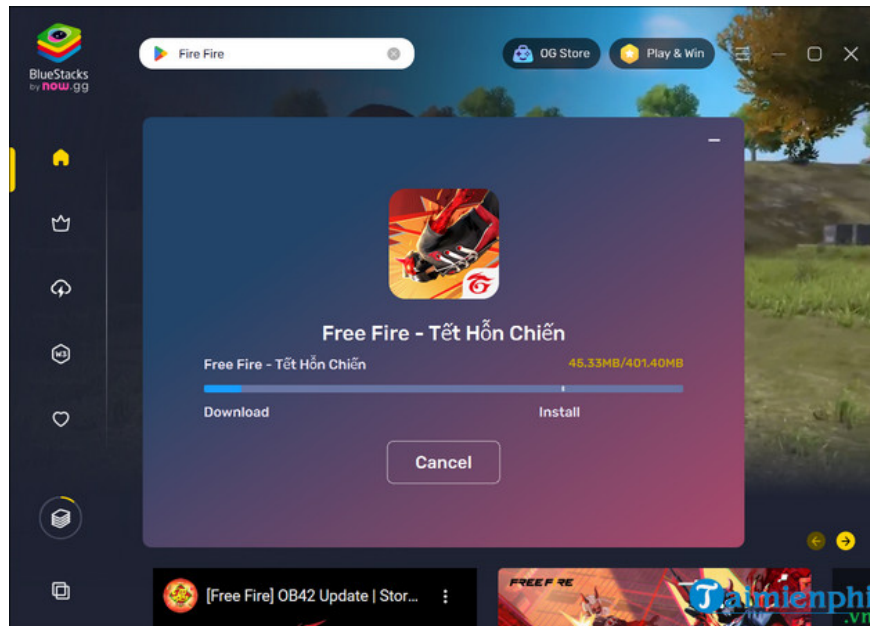 BlueStacks
by now.gg
Fire Fire
OG Store
Play & Win
Free Fire - Tết Hỗn Chiến
Free Fire - Tết Hỗn Chiến
45.33MB/401.40MB
Download
Install
Cancel
[Free Fire] OB42 Update | Stor...
FREE F RE
Taimienphi
.vn